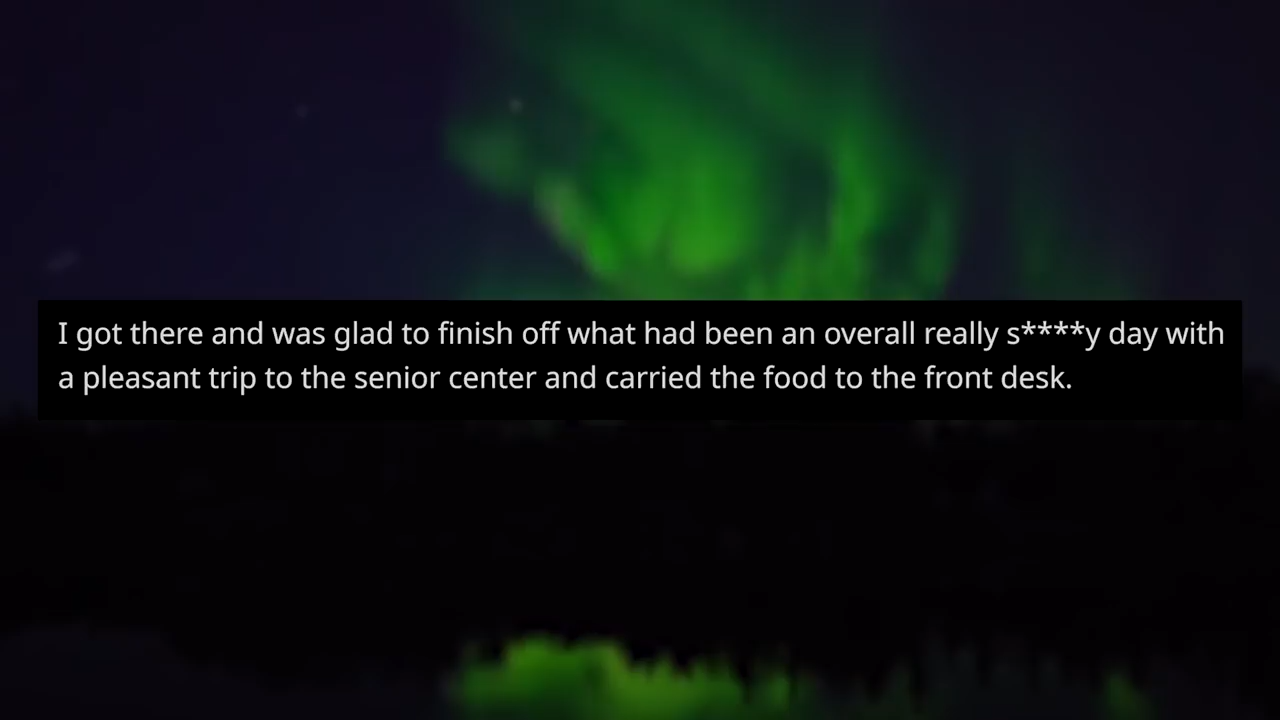 I got there and was glad to finish off what had been an overall really s****y day with
a pleasant trip to the senior center and carried the food to the front desk.